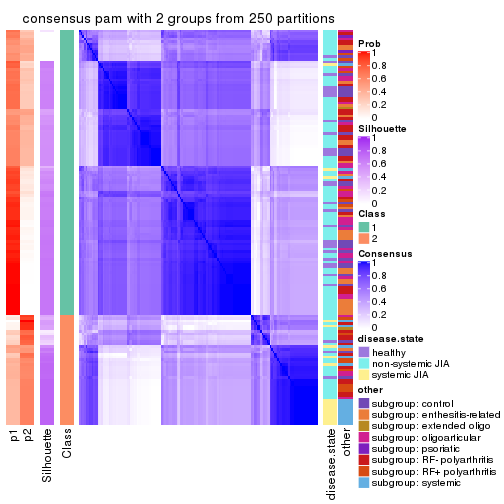 consensus pam with 2 groups from 250 partitions
Prob
1
0.8
0.6
0.4
0.2
0
Silhouette
1
0.8
0.6
0.4
0.2
0
Class
1
2
Consensus
1
0.8
0.6
0.4
0.2
0
disease.state
healthy
non-systemic JIA
systemic JIA
other
subgroup: control
subgroup: enthesitis-related
subgroup: extended oligo
subgroup: oligoarticular
subgroup: psoriatic
subgroup: RF- polyarthritis
subgroup: RF+ polyarthritis
subgroup: systemic
p1
p2
Silhouette
Class
disease.state
other